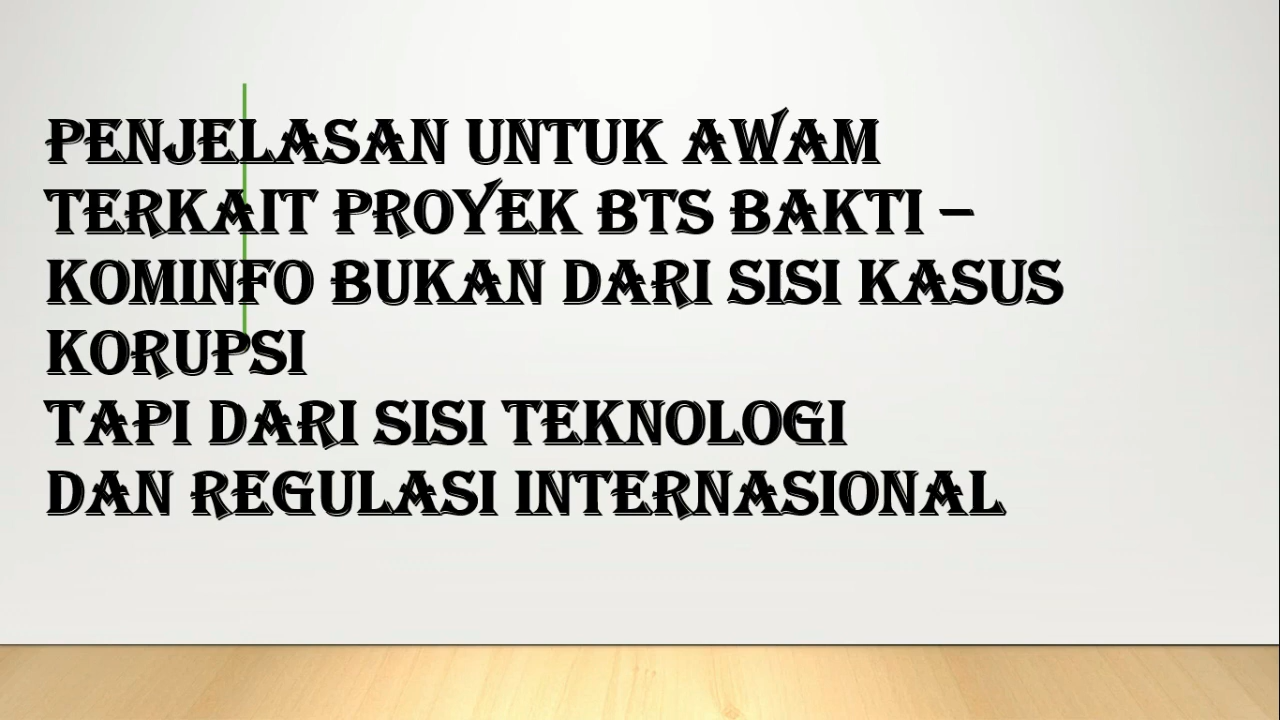 PENJELASAN UNTUK AWAM
TERKAIT PROYEK BTS BAKTI –
KOMINFO BUKAN DARI SISI KASUS
KORUPSI
TAPI DARI SISI TEKNOLOGI
DAN REGULASI INTERNASIONAL